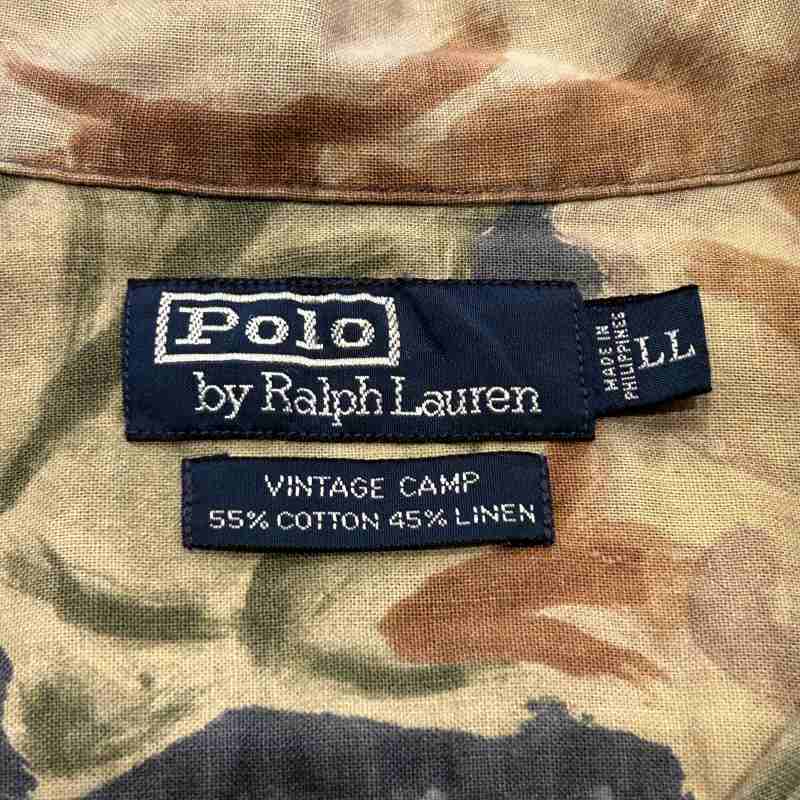 Polo
by Ralph Lauren
MADE IN
PHILIPPINES
LL
VINTAGE CAMP
55% COTTON 45% LINEN